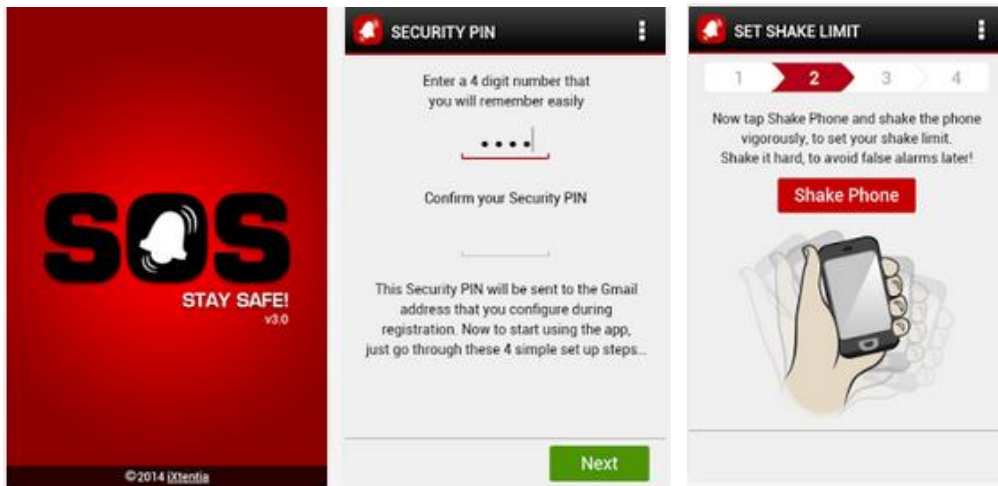 SOS
STAY SAFE!
v3.0
©2014 iXtentia
SECURITY PIN
Enter a 4 digit number that
you will remember easily
••••
Confirm your Security PIN
This Security PIN will be sent to the Gmail
address that you configure during
registration. Now to start using the app,
just go through these 4 simple set up steps...
Next
SET SHAKE LIMIT
1 2 3 4
Now tap Shake Phone and shake the phone
vigorously, to set your shake limit.
Shake it hard, to avoid false alarms later!
Shake Phone